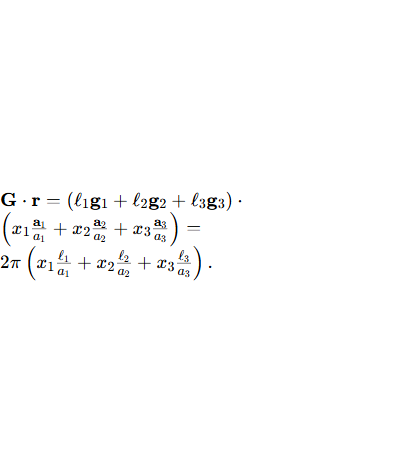 𝐆 · 𝐫 = (ℓ₁𝐠₁ + ℓ₂𝐠₂ + ℓ₃𝐠₃) ·
(x₁ 𝐚₁/a₁ + x₂ 𝐚₂/a₂ + x₃ 𝐚₃/a₃) =
2π (x₁ ℓ₁/a₁ + x₂ ℓ₂/a₂ + x₃ ℓ₃/a₃) .